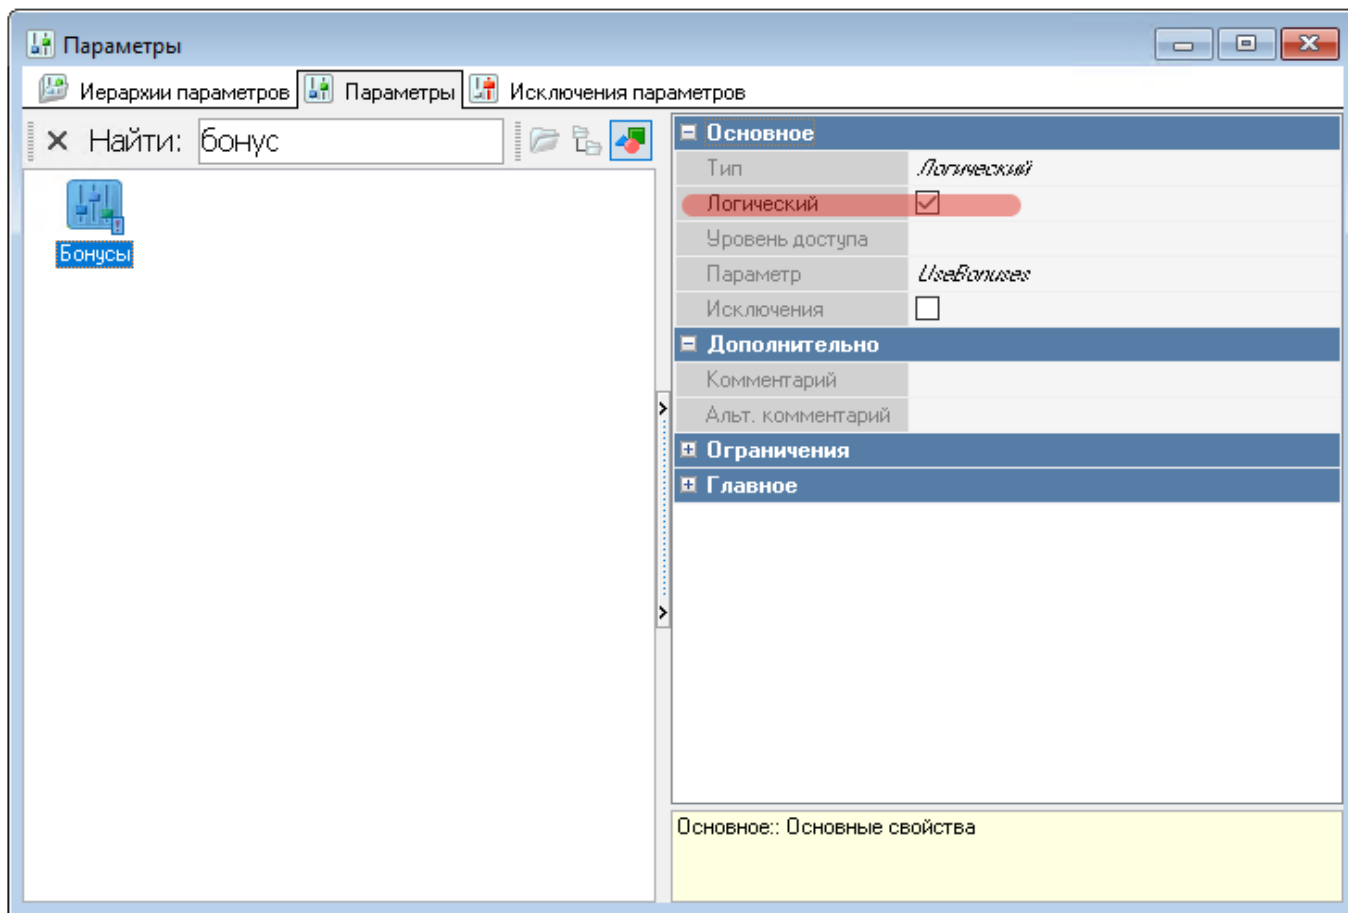 Параметры
Иерархии параметров Параметры Исключения параметров
Найти: бонус
Бонусы
Основное
Тип Логический
Логический
Уровень доступа
Параметр UseBonuses
Исключения
Дополнительно
Комментарий
Альт. комментарий
Ограничения
Главное
Основное:: Основные свойства